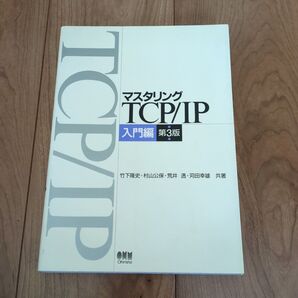 TCP/IP
マスタリング
TCP/IP
入門編 第3版
竹下隆史・村山公保・荒井 透・苅田幸雄 共著
OHM
Ohmsha